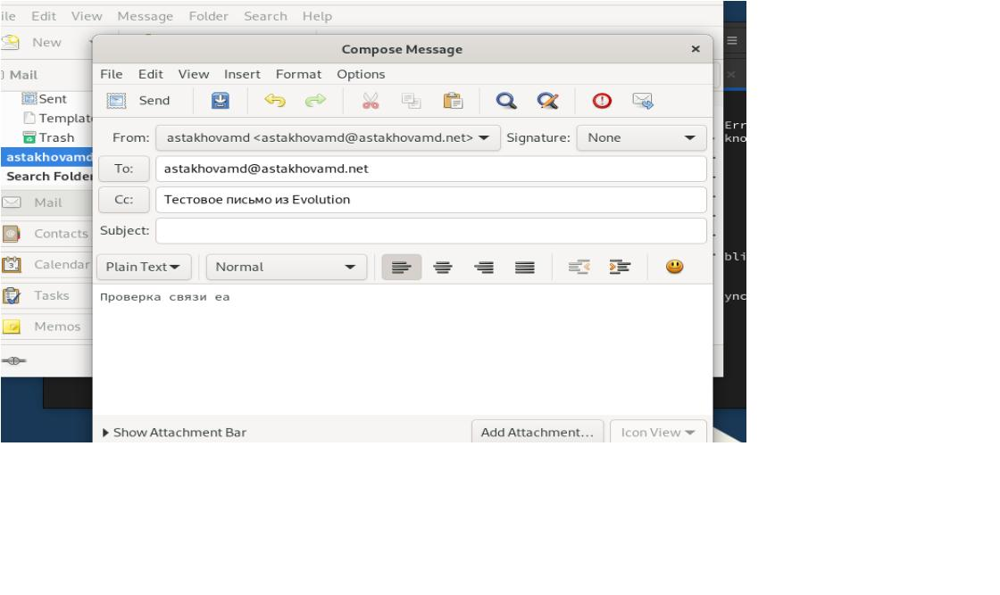 ile Edit View Message Folder Search Help
New
Compose Message
Mail
File Edit View Insert Format Options
Sent
Send
Templat
Trash
From: astakhovamd <astakhovamd@astakhovamd.net> Signature: None
astakhovamd
To: astakhovamd@astakhovamd.net
Search Folder
Cc: Тестовое письмо из Evolution
Mail
Subject:
Contacts
Plain Text Normal
Calendar
Проверка связи еа
Tasks
Memos
Show Attachment Bar Add Attachment... Icon View
Err
kno
bli
ync